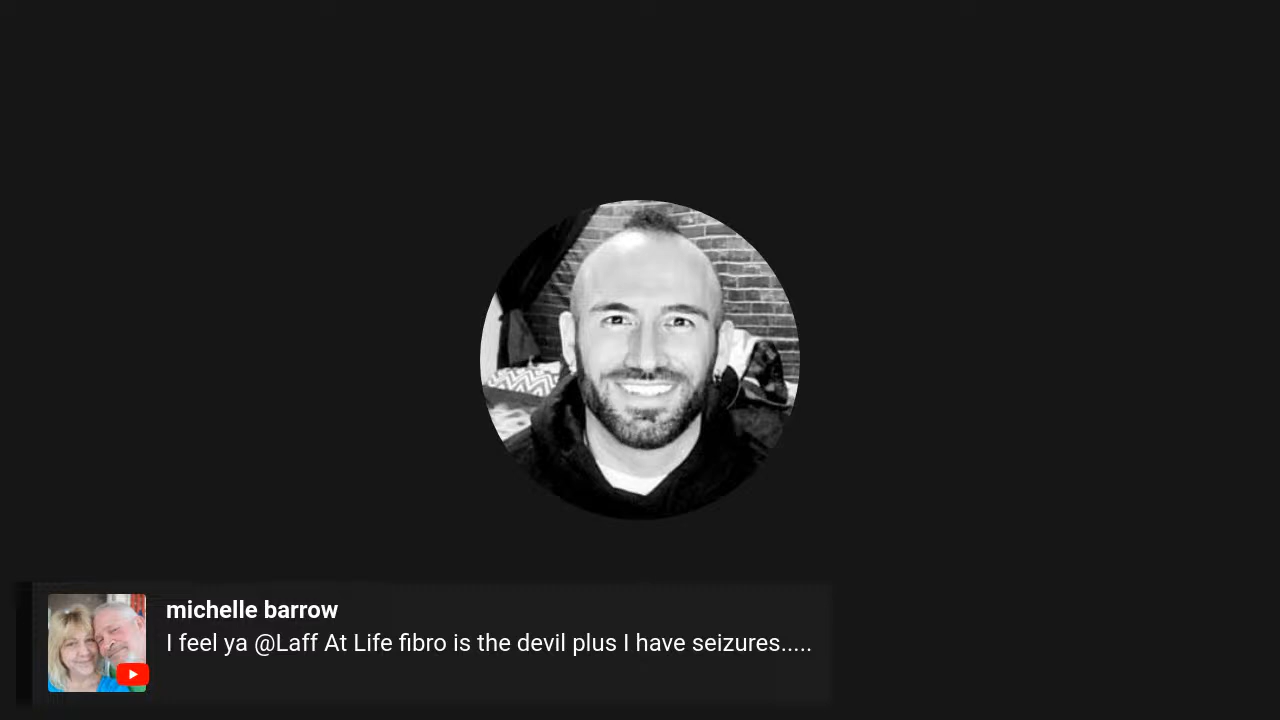 michelle barrow
I feel ya @Laff At Life fibro is the devil plus I have seizures.....